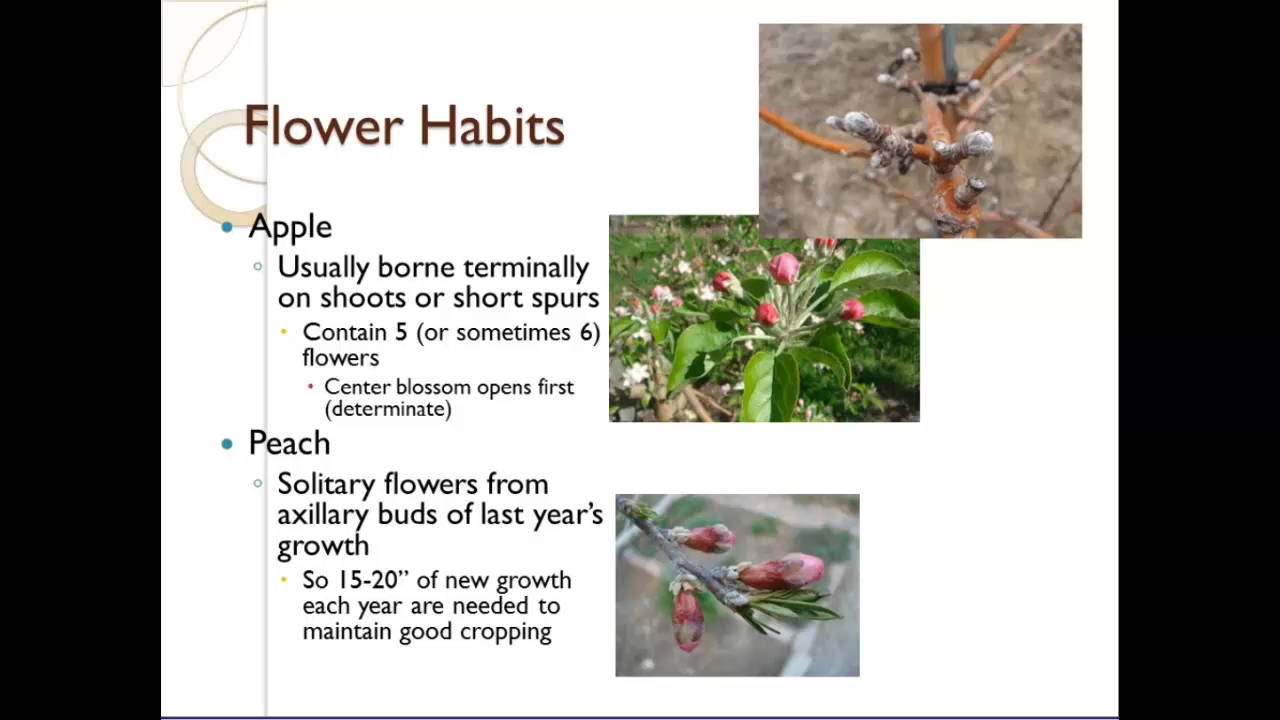 Flower Habits
• Apple
◦ Usually borne terminally
on shoots or short spurs
• Contain 5 (or sometimes 6)
flowers
• Center blossom opens first
(determinate)
• Peach
◦ Solitary flowers from
axillary buds of last year’s
growth
• So 15-20” of new growth
each year are needed to
maintain good cropping